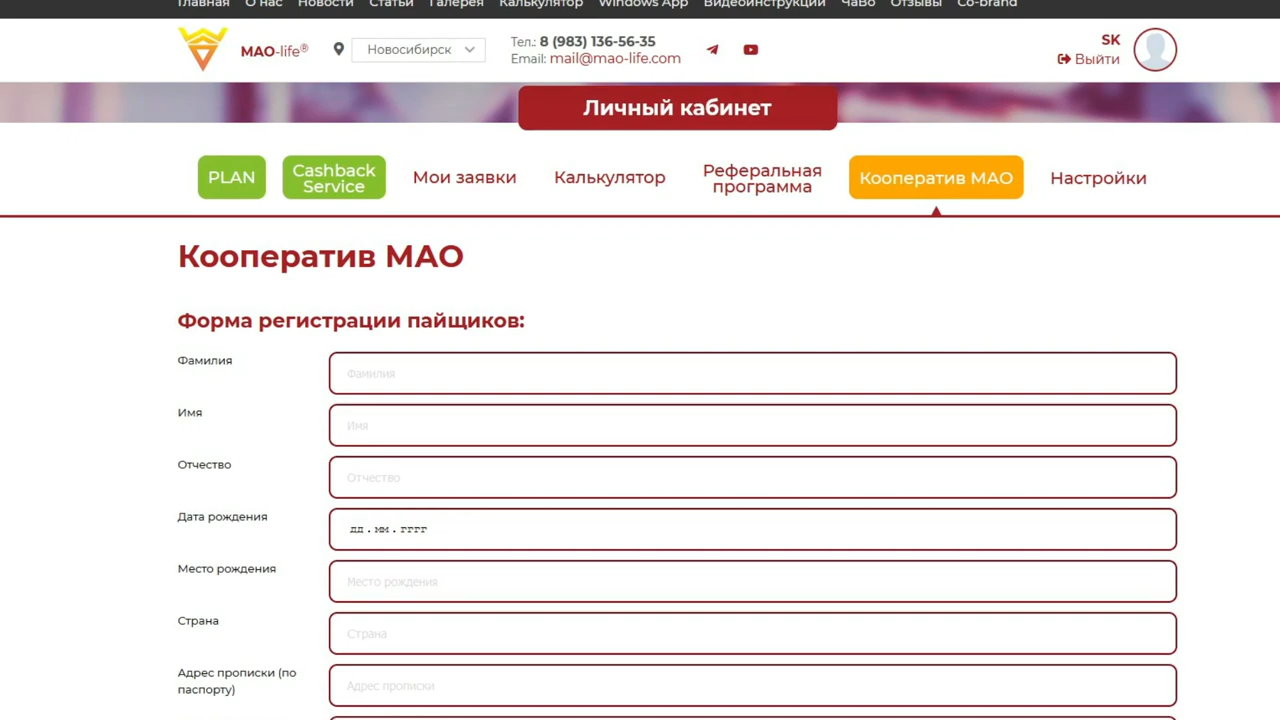 Главная О нас Новости Статьи Галерея Калькулятор Windows App Видеоинструкции ЧаВо Отзывы Co-brand
MAO-life®
Новосибирск
Тел.: 8 (983) 136-56-35
Email: mail@mao-life.com
SK
Выйти
Личный кабинет
PLAN
Cashback
Service
Мои заявки
Калькулятор
Реферальная
программа
Кооператив МАО
Настройки
Кооператив МАО
Форма регистрации пайщиков:
Фамилия
Фамилия
Имя
Имя
Отчество
Отчество
Дата рождения
дд.мм.гггг
Место рождения
Место рождения
Страна
Страна
Адрес прописки (по
паспорту)
Адрес прописки